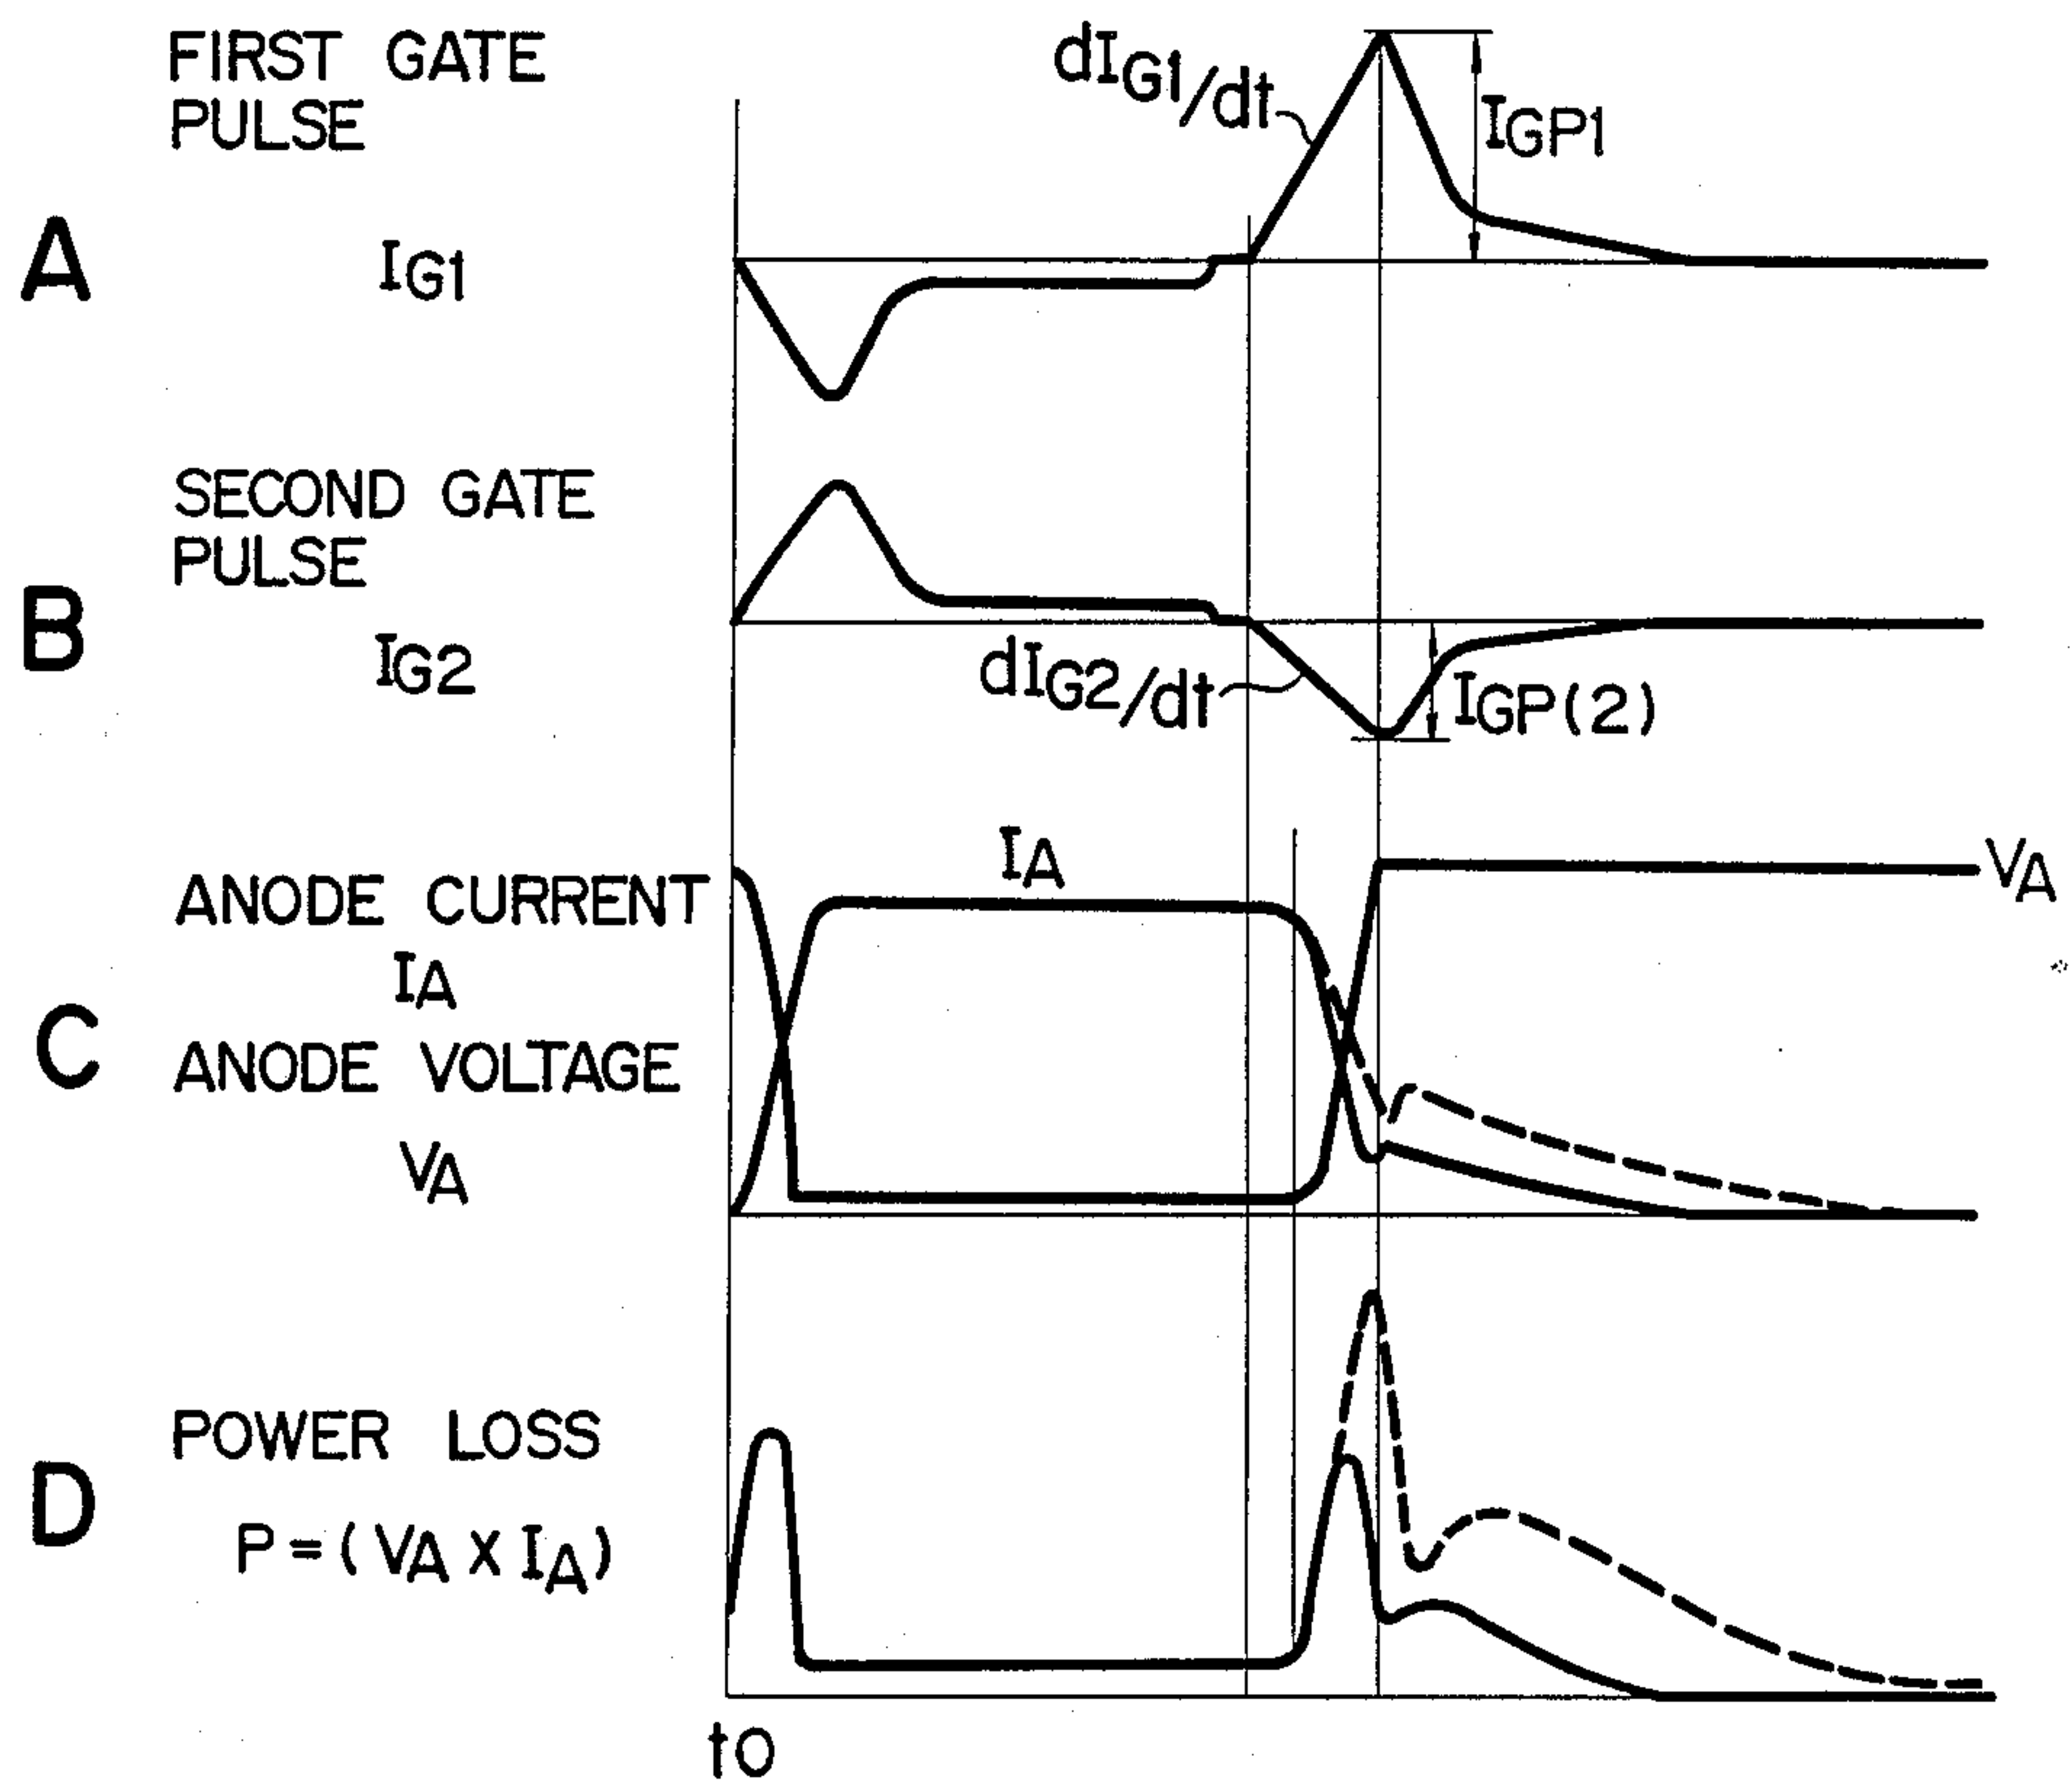 FIRST GATE
PULSE
dIG1/dt
IGP1
A
IG1
SECOND GATE
PULSE
B
IG2
dIG2/dt
IGP(2)
IA
VA
ANODE CURRENT
IA
C
ANODE VOLTAGE
VA
POWER LOSS
D
P=(VA X IA)
to